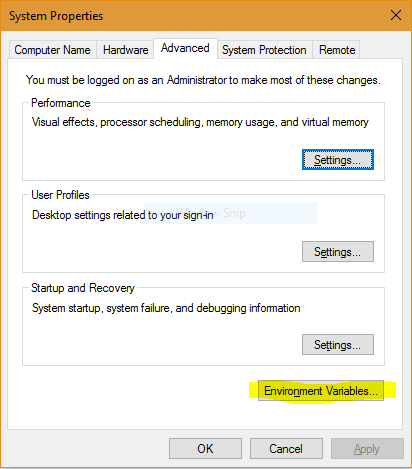 System Properties
Computer Name Hardware Advanced System Protection Remote
You must be logged on as an Administrator to make most of these changes.
Performance
Visual effects, processor scheduling, memory usage, and virtual memory
Settings...
User Profiles
Desktop settings related to your sign-in
Window Snip
Settings...
Startup and Recovery
System startup, system failure, and debugging information
Settings...
Environment Variables...
OK Cancel Apply